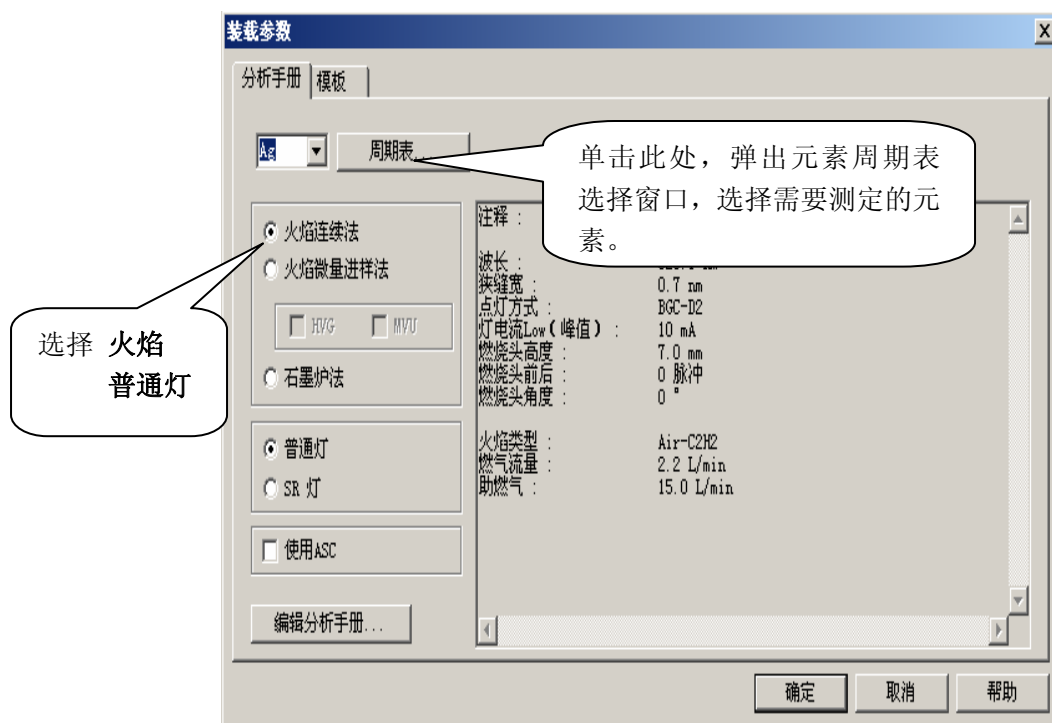 装载参数
分析手册 模板
Ag 周期表...
单击此处，弹出元素周期表
选择窗口，选择需要测定的元
素。
选择 火焰
普通灯
火焰连续法
火焰微量进样法
HVG MVU
石墨炉法
普通灯
SR 灯
使用ASC
编辑分析手册...
注释 :
波长 :
狭缝宽 : 0.7 nm
点灯方式 : BGC-D2
灯电流Low(峰值) : 10 mA
燃烧头高度 : 7.0 mm
燃烧头前后 : 0 脉冲
燃烧头角度 : 0 °
火焰类型 : Air-C2H2
燃气流量 : 2.2 L/min
助燃气 : 15.0 L/min
确定 取消 帮助